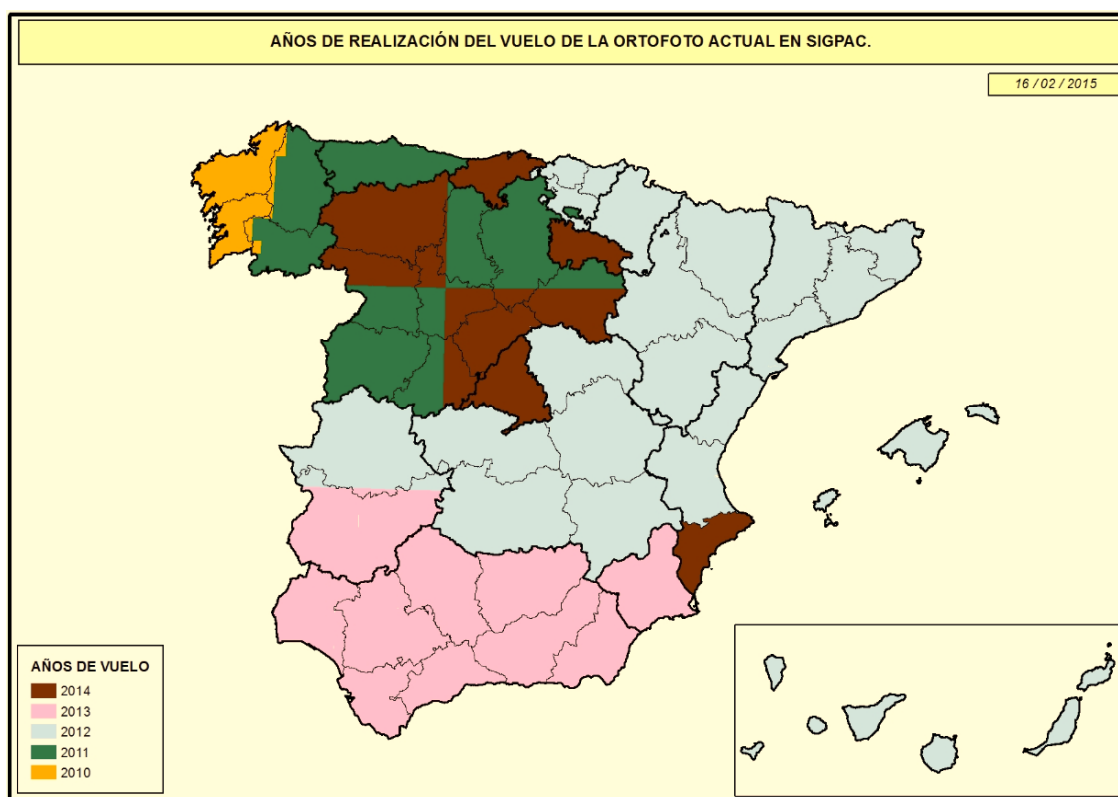 AÑOS DE REALIZACIÓN DEL VUELO DE LA ORTOFOTO ACTUAL EN SIGPAC.
16 / 02 / 2015
AÑOS DE VUELO
2014
2013
2012
2011
2010